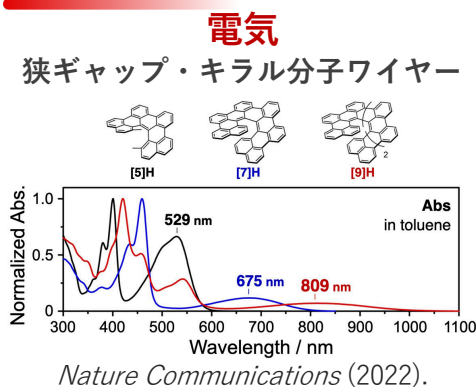 電気
狭ギャップ・キラル分子ワイヤー
2
[5]H [7]H [9]H
Normalized Abs.
1.0
0.5
0
529 nm
675 nm
809 nm
Abs
in toluene
300 400 500 600 700 800 900 1000 1100
Wavelength / nm
Nature Communications (2022).